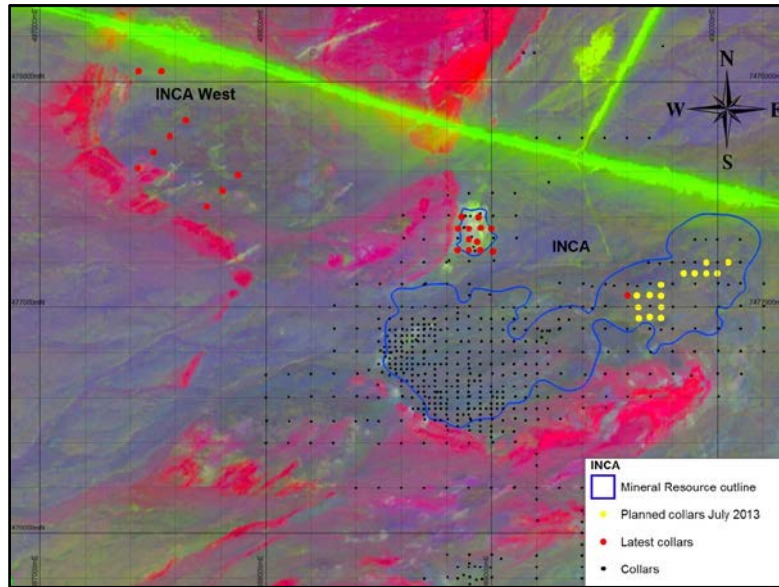 N
INCA West
W
E
S
INCA
INCA
Mineral Resource outline
Planned collars July 2013
Latest collars
Collars